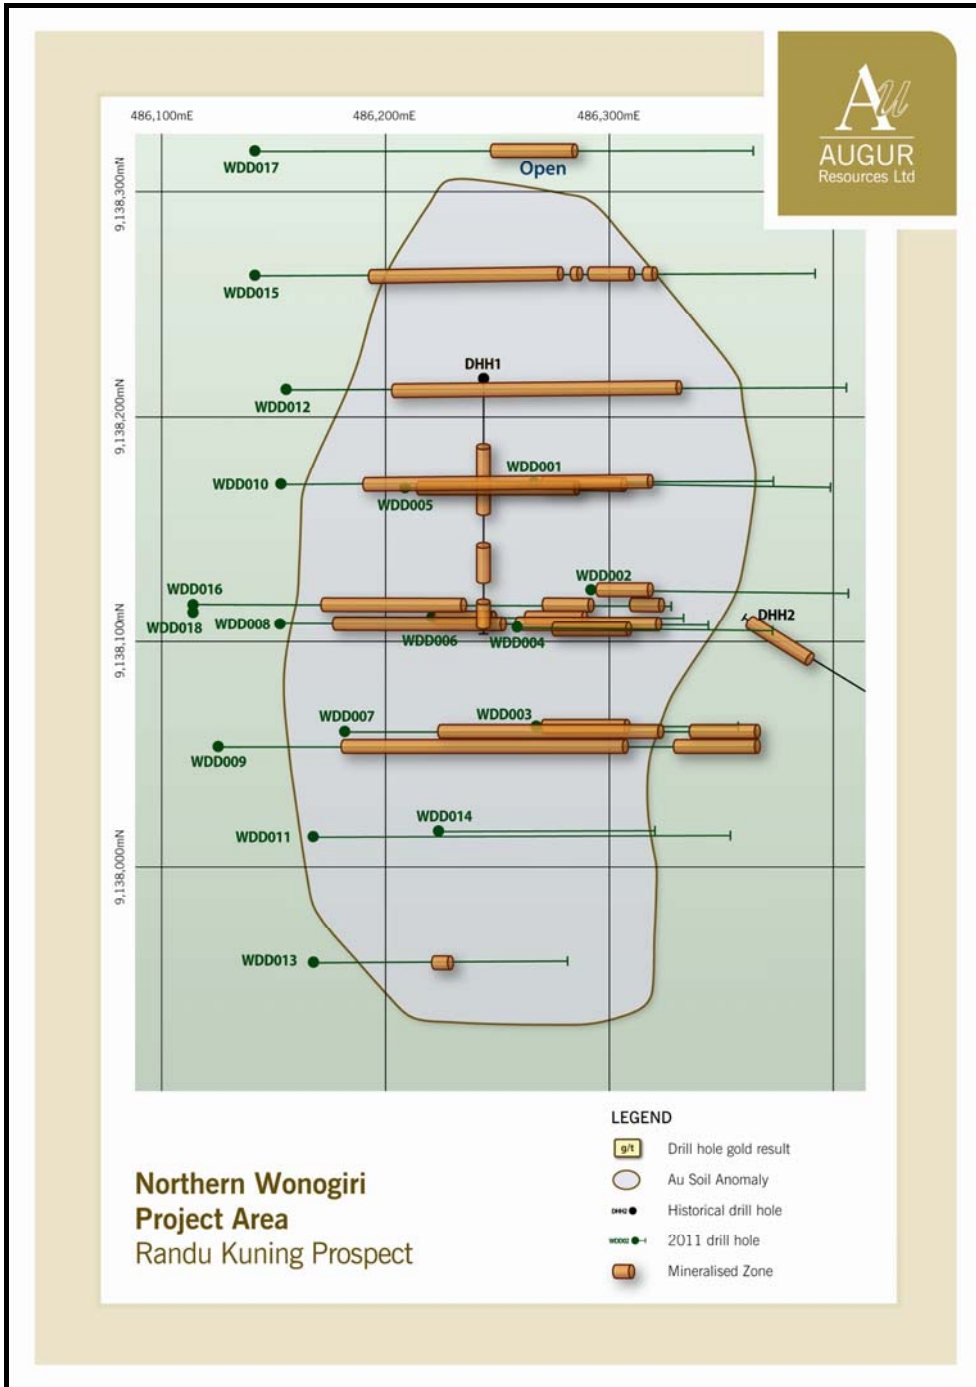 486,100mE
486,200mE
486,300mE
Au
AUGUR
Resources Ltd
9,138,300mN
9,138,200mN
9,138,100mN
9,138,000mN
WDD017
Open
WDD015
DHH1
WDD012
WDD001
WDD010
WDD005
WDD002
WDD016
WDD018
WDD008
WDD006
WDD004
DHH2
WDD007
WDD003
WDD009
WDD014
WDD011
WDD013
LEGEND
g/t Drill hole gold result
Au Soil Anomaly
DHH2 Historical drill hole
WDD02 2011 drill hole
Mineralised Zone
Northern Wonogiri
Project Area
Randu Kuning Prospect